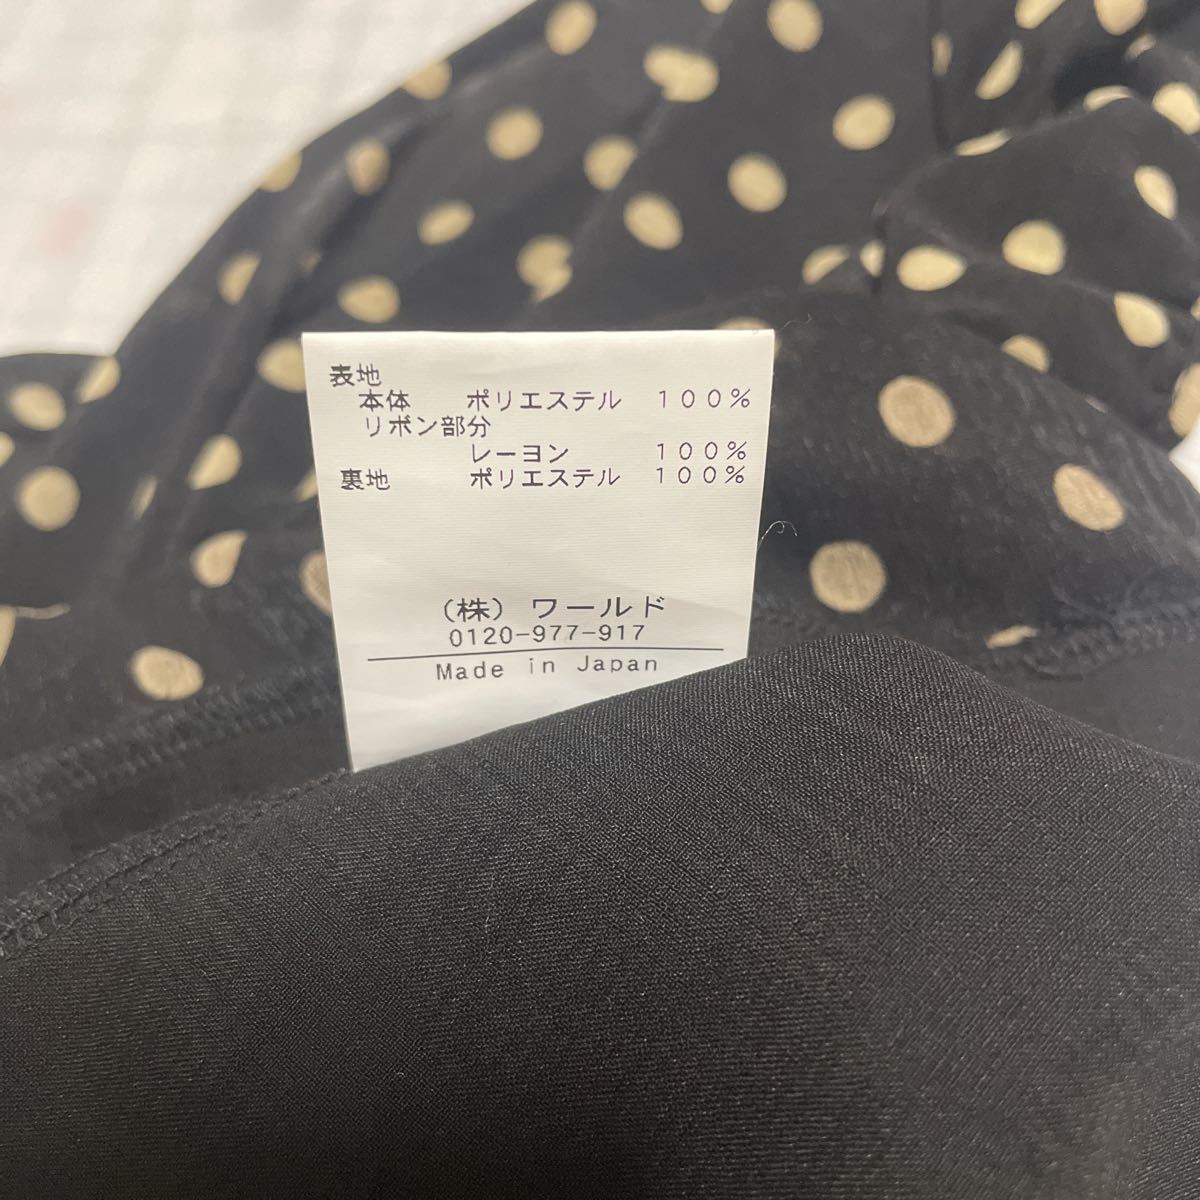 表地
本体　ポリエステル　１００％
リボン部分
レーヨン　１００％
裏地　ポリエステル　１００％
（株）ワールド
0120-977-917
Made in Japan